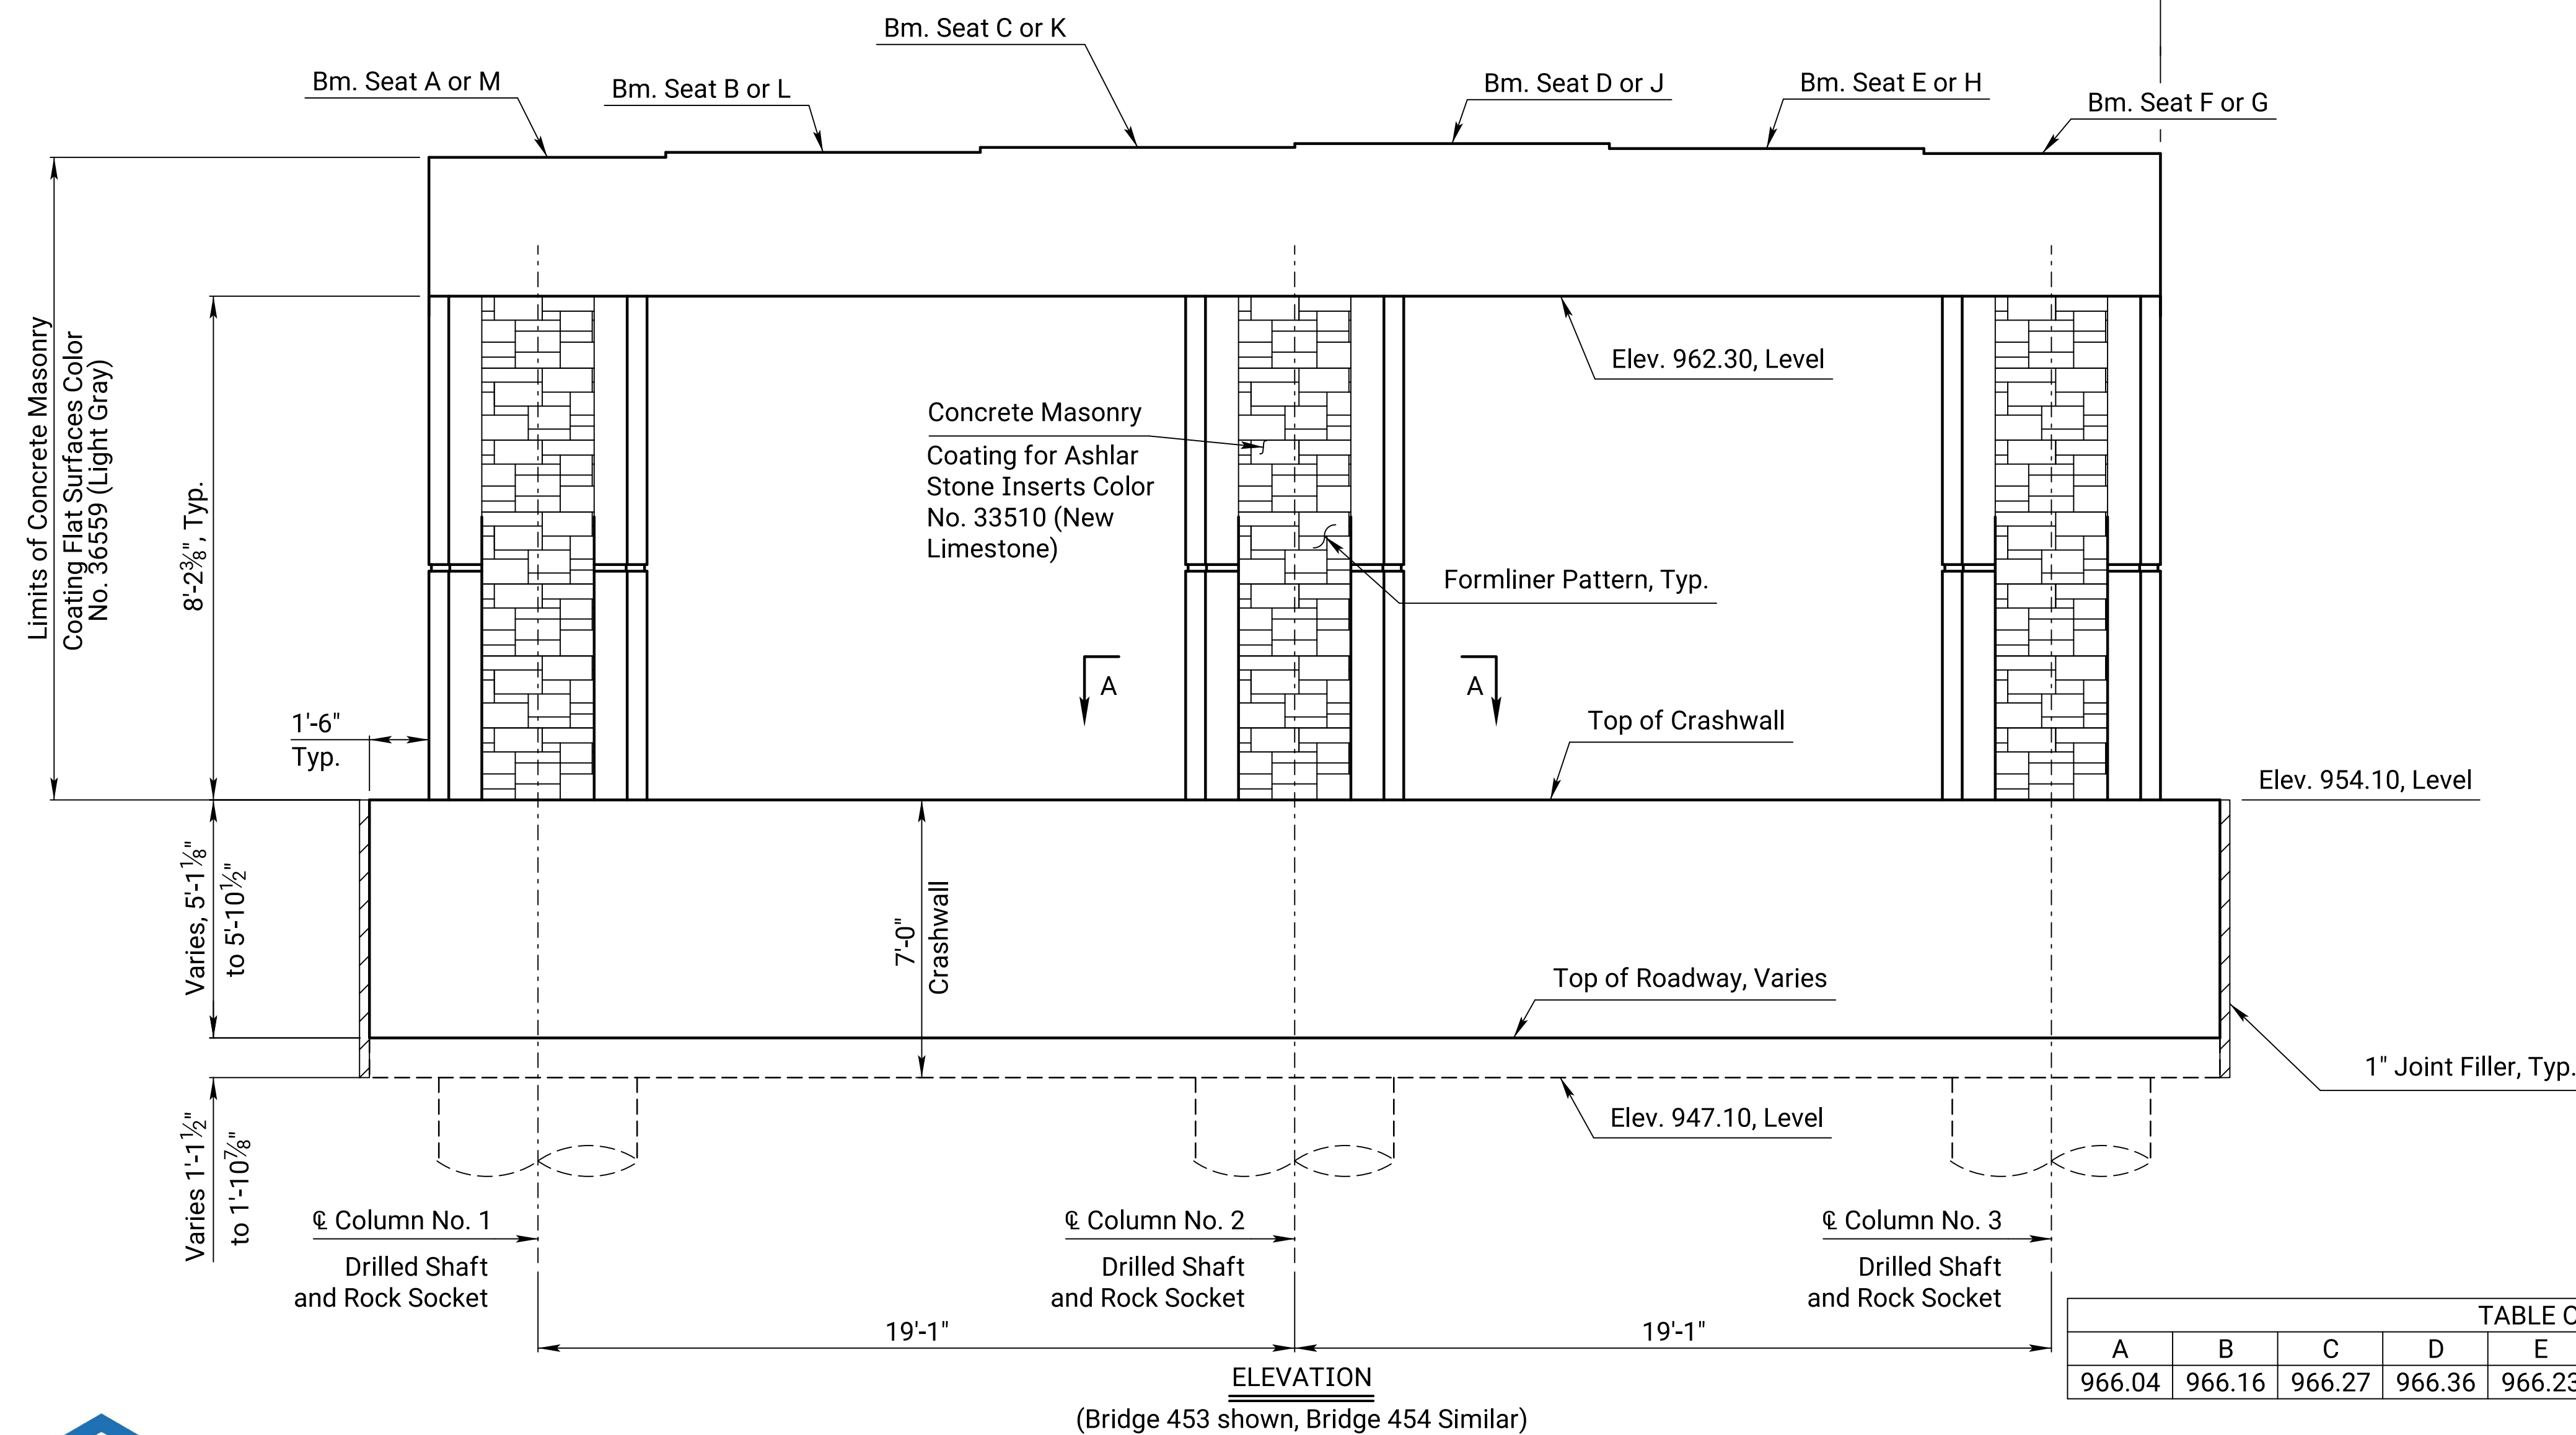 Bm. Seat C or K
Bm. Seat A or M
Bm. Seat B or L
Bm. Seat D or J
Bm. Seat E or H
Bm. Seat F or G
Limits of Concrete Masonry
Coating Flat Surfaces Color
No. 36559 (Light Gray)
8'-2⅜", Typ.
Elev. 962.30, Level
Concrete Masonry
Coating for Ashlar
Stone Inserts Color
No. 33510 (New
Limestone)
Formliner Pattern, Typ.
A
A
1'-6"
Typ.
Top of Crashwall
Elev. 954.10, Level
Varies, 5'-1⅛"
to 5'-10½"
7'-0"
Crashwall
Top of Roadway, Varies
1" Joint Filler, Typ.
Elev. 947.10, Level
Varies 1'-1½"
to 1'-10⅞"
℄ Column No. 1
Drilled Shaft
and Rock Socket
℄ Column No. 2
Drilled Shaft
and Rock Socket
℄ Column No. 3
Drilled Shaft
and Rock Socket
19'-1"
19'-1"
ELEVATION
(Bridge 453 shown, Bridge 454 Similar)
TABLE
A B C D E
966.04 966.16 966.27 966.36 966.23